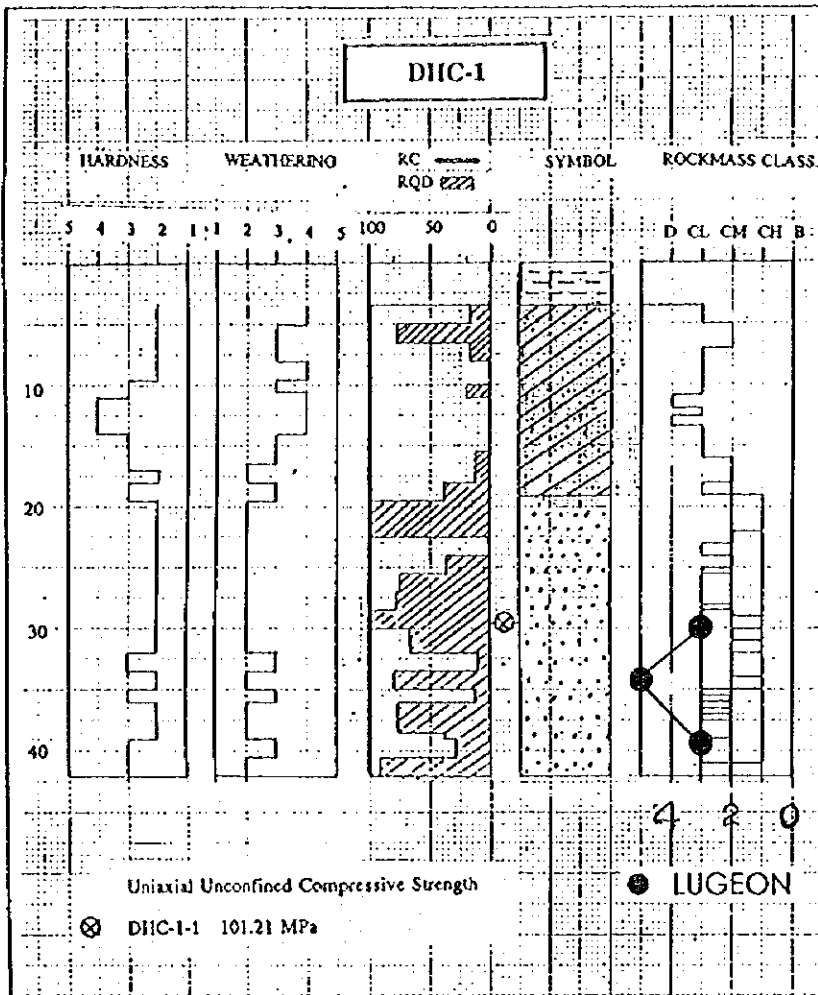 DHC-1
HARDNESS WEATHERING RC SYMBOL ROCKMASS CLASS.
RQD
5 4 3 2 1 1 2 3 4 5 100 50 0 D CL CM CH B
10
20
30
40
4 2 0
Uniaxial Unconfined Compressive Strength
LUGEON
DHC-1-1 101.21 MPa